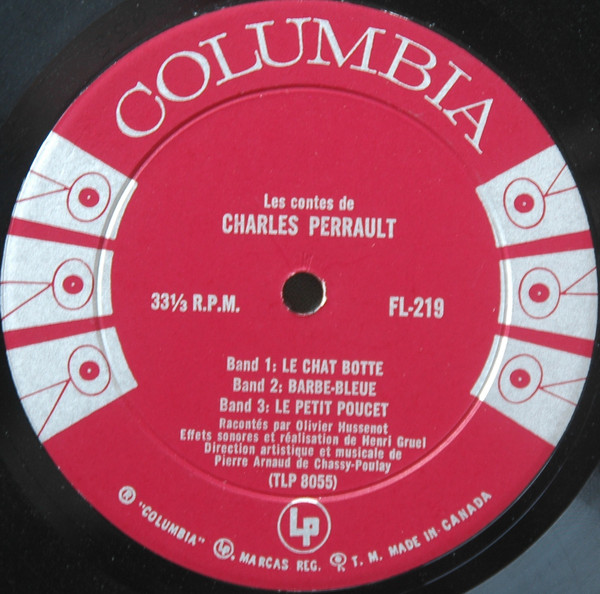 COLUMBIA
Les contes de
CHARLES PERRAULT
33⅓ R.P.M.
FL-219
Band 1: LE CHAT BOTTE
Band 2: BARBE-BLEUE
Band 3: LE PETIT POUCET
Racontés par Olivier Hussenot
Effets sonores et réalisation de Henri Gruel
Direction artistique et musicale de
Pierre Arnaud de Chassy-Poulay
(TLP 8055)
Lp
® "COLUMBIA" Lp, MARCAS REG. T. M. MADE IN CANADA